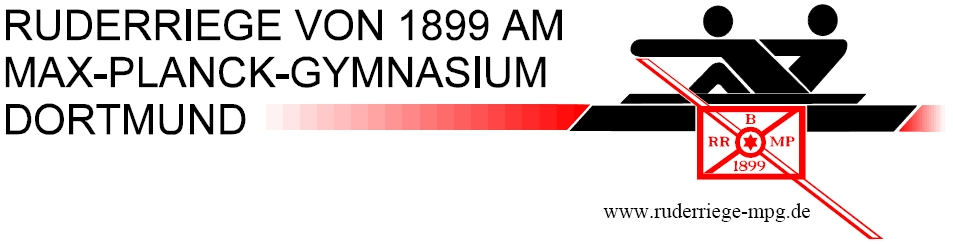 RUDERRIEGE VON 1899 AM
MAX-PLANCK-GYMNASIUM
DORTMUND
B
RR MP
1899
www.ruderriege-mpg.de